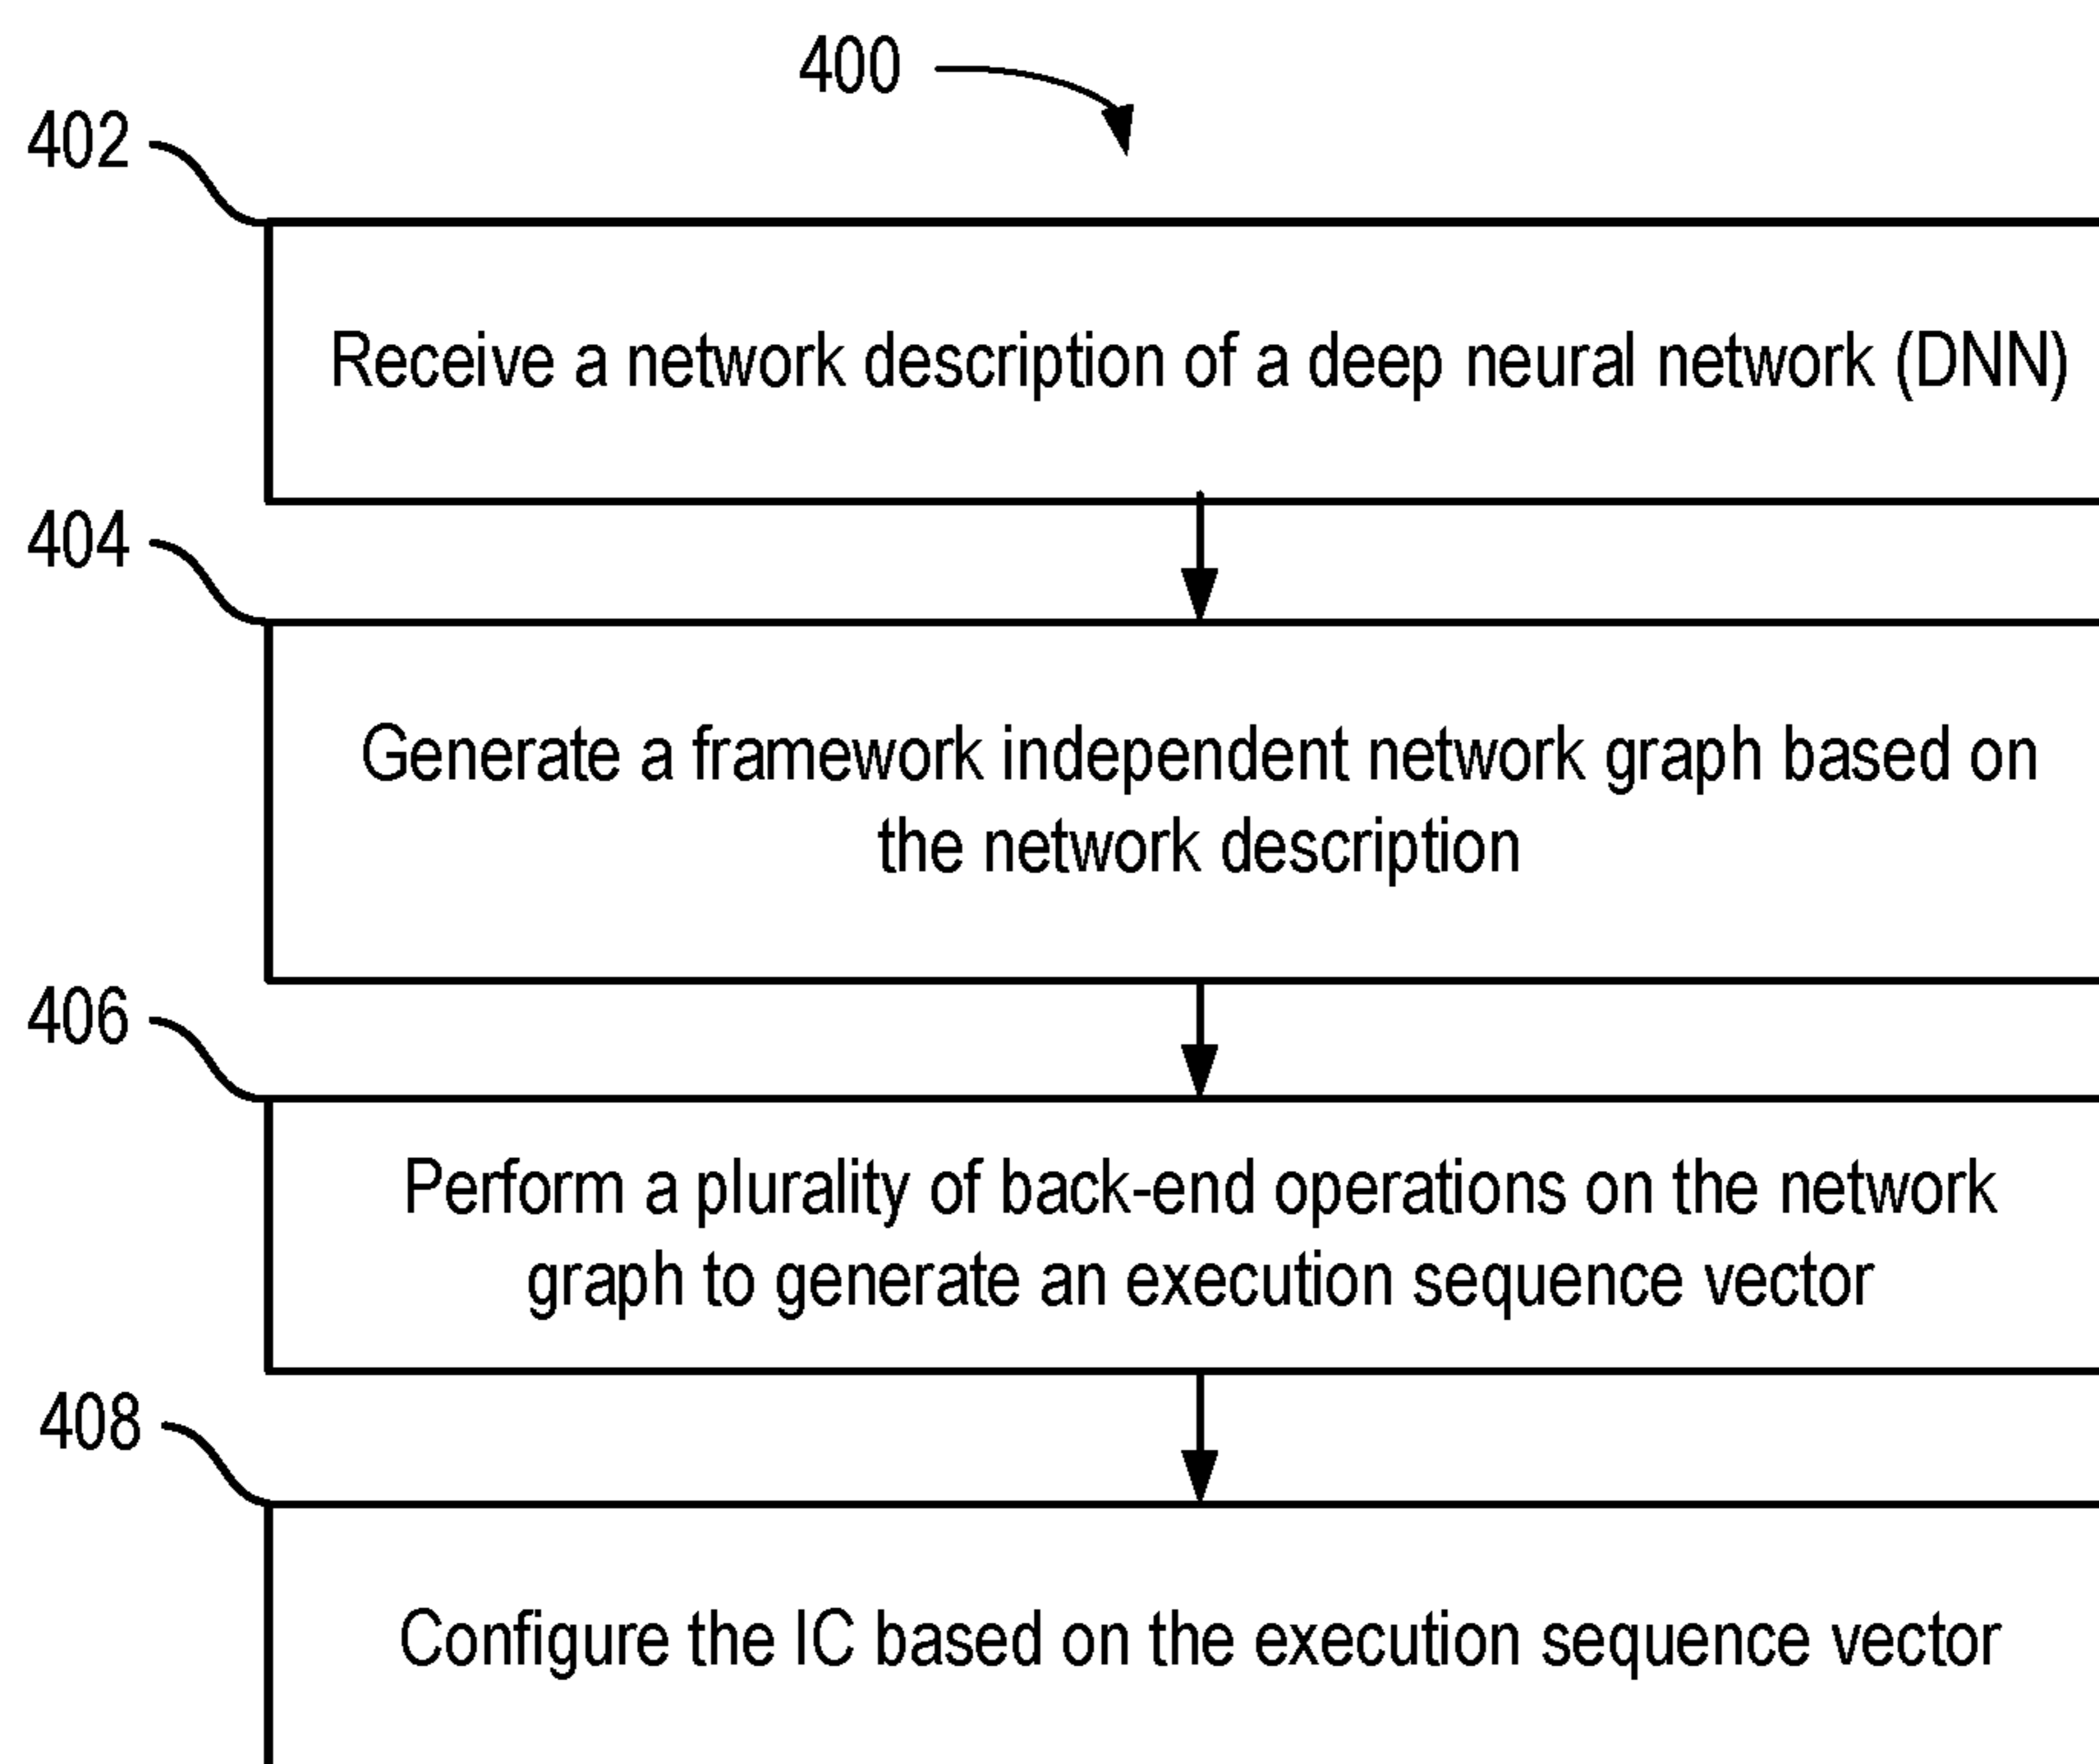 400
402
Receive a network description of a deep neural network (DNN)
404
Generate a framework independent network graph based on
the network description
406
Perform a plurality of back-end operations on the network
graph to generate an execution sequence vector
408
Configure the IC based on the execution sequence vector